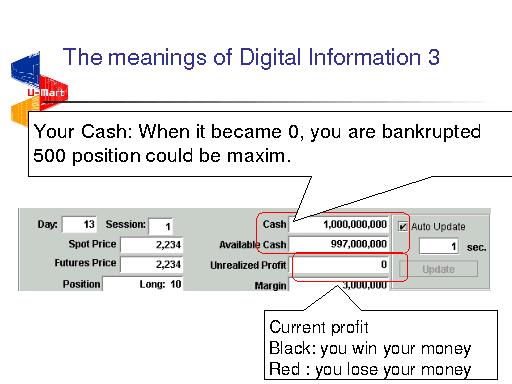 The meanings of Digital Information 3
U-Mart
Your Cash: When it became 0, you are bankrupted
500 position could be maxim.
Day: 13 Session: 1 Cash 1,000,000,000 Auto Update
Spot Price 2,234 Available Cash 997,000,000 1 sec.
Futures Price 2,234 Unrealized Profit 0 Update
Position Long: 10 Margin 3,000,000
Current profit
Black: you win your money
Red : you lose your money